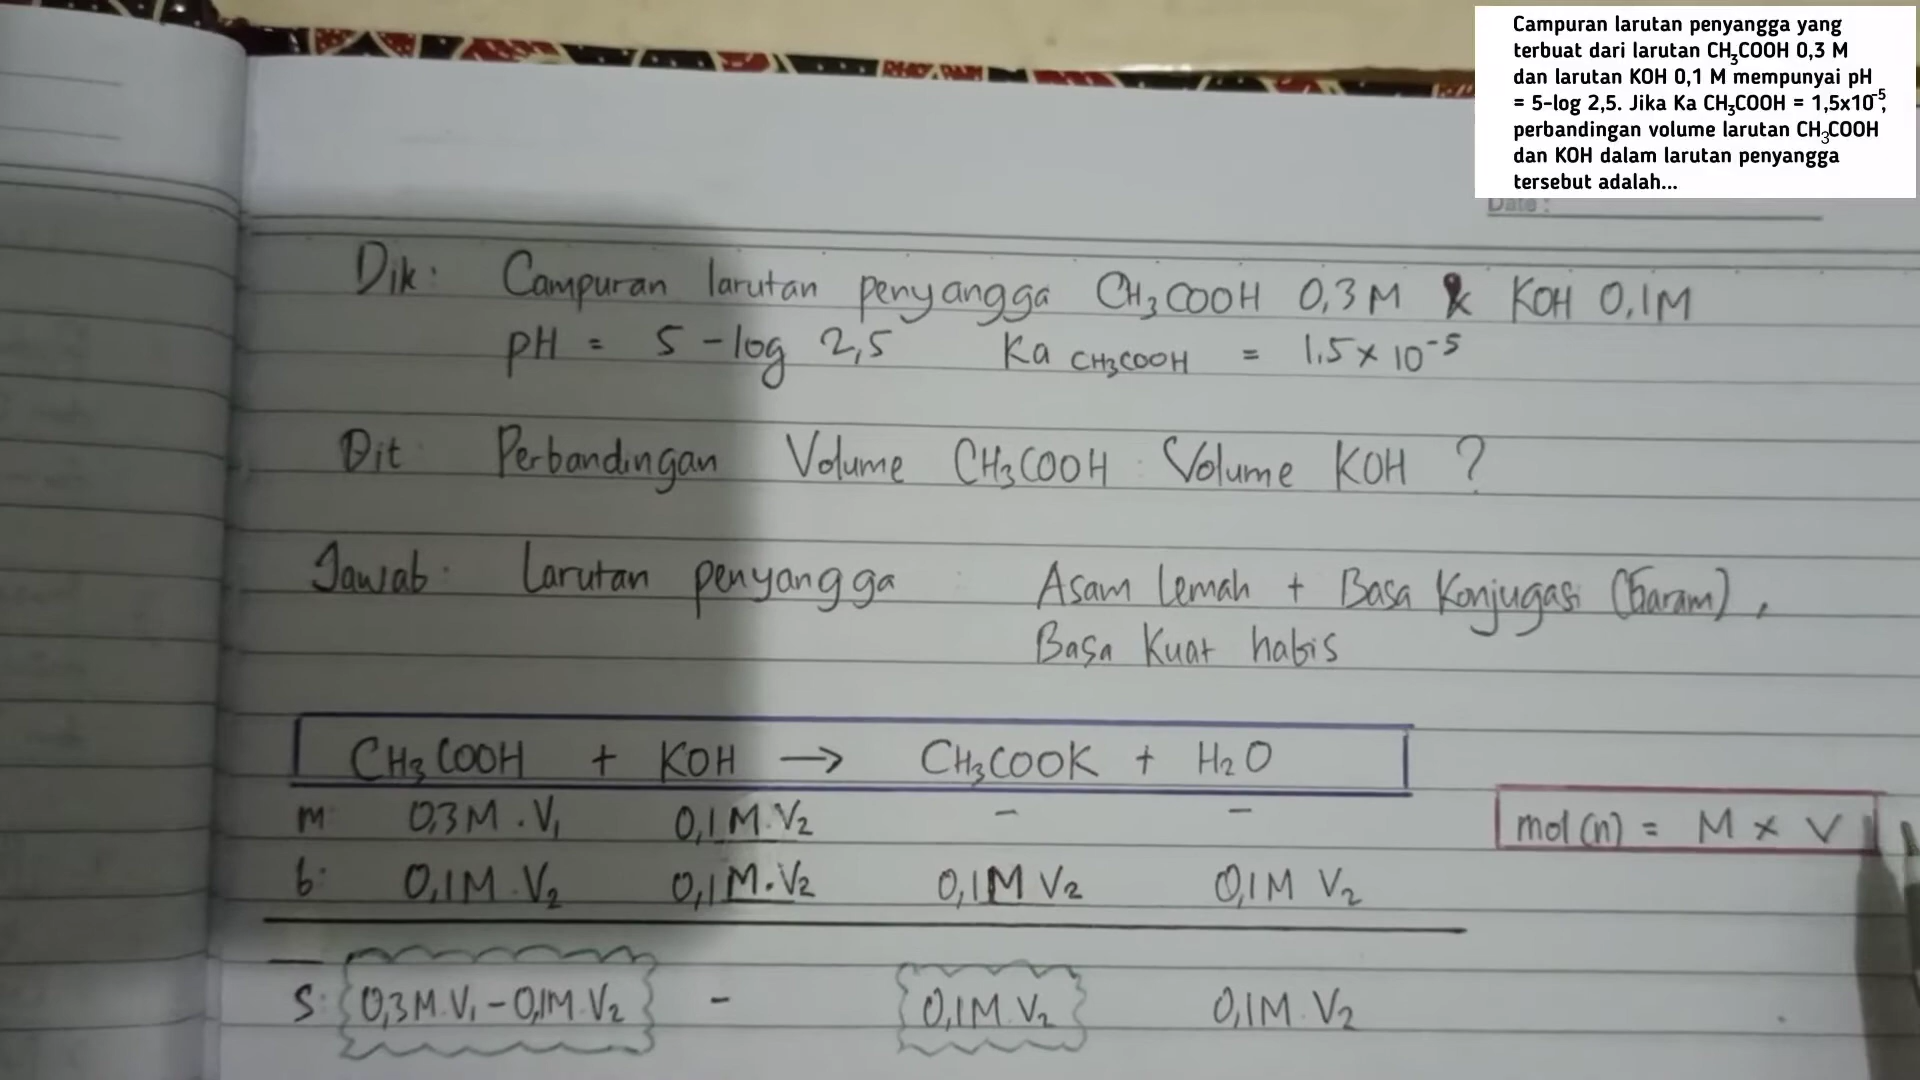 Campuran larutan penyangga yang
terbuat dari larutan CH₃COOH 0,3 M
dan larutan KOH 0,1 M mempunyai pH
= 5-log 2,5. Jika Ka CH₃COOH = 1,5x10⁻⁵,
perbandingan volume larutan CH₃COOH
dan KOH dalam larutan penyangga
tersebut adalah...
Date :
Dik: Campuran larutan penyangga CH₃COOH 0,3 M & KOH 0,1M
pH = 5 - log 2,5 Ka CH₃COOH = 1,5 × 10⁻⁵
Dit Perbandingan Volume CH₃COOH : Volume KOH ?
Jawab: Larutan penyangga : Asam lemah + Basa Konjugasi (Garam),
Basa Kuat habis
CH₃COOH + KOH → CH₃COOK + H₂O
m: 0,3 M . V₁ 0,1 M. V₂ - -
mol (n) = M × V
b: 0,1M . V₂ 0,1 M. V₂ 0,1M V₂ 0,1M V₂
S: 0,3 M. V₁ - 0,1M. V₂ - 0,1M. V₂ 0,1M. V₂